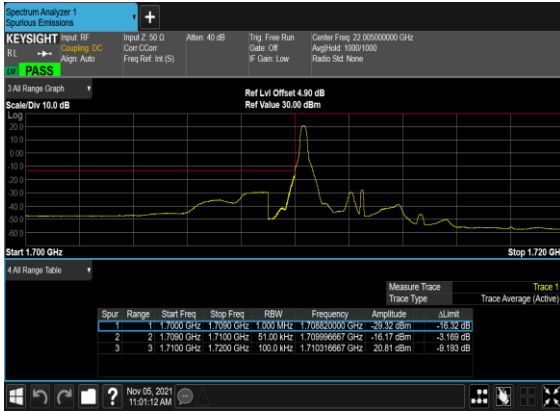 Spectrum Analyzer 1
Spurious Emissions
+
KEYSIGHT Input: RF Input Z: 50 Ω Atten: 40 dB Trig: Free Run Center Freq: 22.005000000 GHz
RL Coupling: DC Corr CCorr Gate: Off Avg|Hold: 1000/1000
Align: Auto Freq Ref: Int (S) IF Gain: Low Radio Std: None
PASS
3 All Range Graph
Ref Lvl Offset 4.90 dB
Scale/Div 10.0 dB Ref Value 30.00 dBm
Log
20.0
10.0
0.00
-10.0
-20.0
-30.0
-40.0
-50.0
-60.0
Start 1.700 GHz Stop 1.720 GH
4 All Range Table
Measure Trace Trace 1
Trace Type Trace Average (Active)
Spur Range Start Freq Stop Freq RBW Frequency Amplitude ΔLimit
1 1 1.7000 GHz 1.7090 GHz 1.000 MHz 1.708820000 GHz -29.32 dBm -16.32 dB
2 2 1.7090 GHz 1.7100 GHz 51.00 kHz 1.709996667 GHz -16.17 dBm -3.169 dB
3 3 1.7100 GHz 1.7200 GHz 100.0 kHz 1.710316667 GHz 20.81 dBm -9.193 dB
? Nov 05, 2021
11:01:12 AM